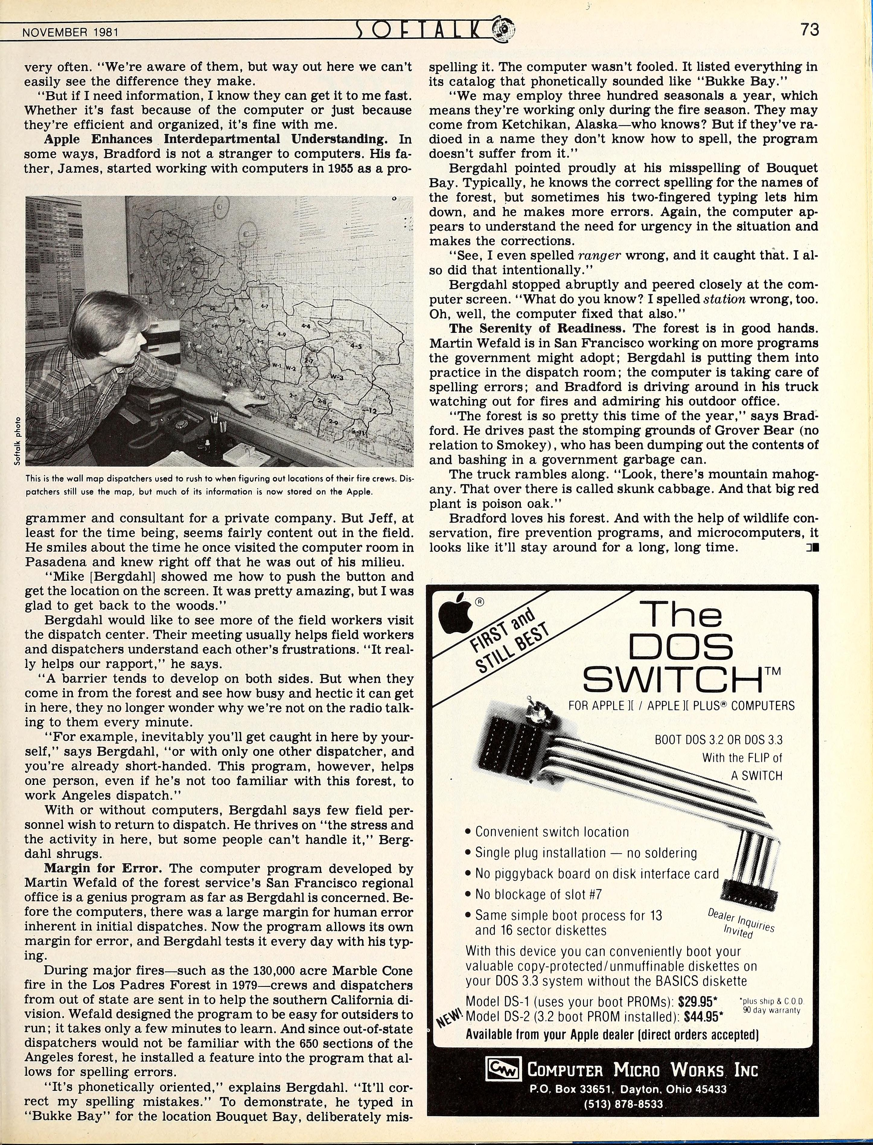 NOVEMBER 1981
SOFTALK
73
very often. "We're aware of them, but way out here we can't
easily see the difference they make.
"But if I need information, I know they can get it to me fast.
Whether it's fast because of the computer or just because
they're efficient and organized, it's fine with me.
Apple Enhances Interdepartmental Understanding. In
some ways, Bradford is not a stranger to computers. His fa-
ther, James, started working with computers in 1955 as a pro-
Softalk photo
This is the wall map dispatchers used to rush to when figuring out locations of their fire crews. Dis-
patchers still use the map, but much of its information is now stored on the Apple.
grammer and consultant for a private company. But Jeff, at
least for the time being, seems fairly content out in the field.
He smiles about the time he once visited the computer room in
Pasadena and knew right off that he was out of his milieu.
"Mike [Bergdahl] showed me how to push the button and
get the location on the screen. It was pretty amazing, but I was
glad to get back to the woods."
Bergdahl would like to see more of the field workers visit
the dispatch center. Their meeting usually helps field workers
and dispatchers understand each other's frustrations. "It real-
ly helps our rapport," he says.
"A barrier tends to develop on both sides. But when they
come in from the forest and see how busy and hectic it can get
in here, they no longer wonder why we're not on the radio talk-
ing to them every minute.
"For example, inevitably you'll get caught in here by your-
self," says Bergdahl, "or with only one other dispatcher, and
you're already short-handed. This program, however, helps
one person, even if he's not too familiar with this forest, to
work Angeles dispatch."
With or without computers, Bergdahl says few field per-
sonnel wish to return to dispatch. He thrives on "the stress and
the activity in here, but some people can't handle it," Berg-
dahl shrugs.
Margin for Error. The computer program developed by
Martin Wefald of the forest service's San Francisco regional
office is a genius program as far as Bergdahl is concerned. Be-
fore the computers, there was a large margin for human error
inherent in initial dispatches. Now the program allows its own
margin for error, and Bergdahl tests it every day with his typ-
ing.
During major fires—such as the 130,000 acre Marble Cone
fire in the Los Padres Forest in 1979—crews and dispatchers
from out of state are sent in to help the southern California di-
vision. Wefald designed the program to be easy for outsiders to
run; it takes only a few minutes to learn. And since out-of-state
dispatchers would not be familiar with the 650 sections of the
Angeles forest, he installed a feature into the program that al-
lows for spelling errors.
"It's phonetically oriented," explains Bergdahl. "It'll cor-
rect my spelling mistakes." To demonstrate, he typed in
"Bukke Bay" for the location Bouquet Bay, deliberately mis-
spelling it. The computer wasn't fooled. It listed everything in
its catalog that phonetically sounded like "Bukke Bay."
"We may employ three hundred seasonals a year, which
means they're working only during the fire season. They may
come from Ketchikan, Alaska—who knows? But if they've ra-
dioed in a name they don't know how to spell, the program
doesn't suffer from it."
Bergdahl pointed proudly at his misspelling of Bouquet
Bay. Typically, he knows the correct spelling for the names of
the forest, but sometimes his two-fingered typing lets him
down, and he makes more errors. Again, the computer ap-
pears to understand the need for urgency in the situation and
makes the corrections.
"See, I even spelled ranger wrong, and it caught that. I al-
so did that intentionally."
Bergdahl stopped abruptly and peered closely at the com-
puter screen. "What do you know? I spelled station wrong, too.
Oh, well, the computer fixed that also."
The Serenity of Readiness. The forest is in good hands.
Martin Wefald is in San Francisco working on more programs
the government might adopt; Bergdahl is putting them into
practice in the dispatch room; the computer is taking care of
spelling errors; and Bradford is driving around in his truck
watching out for fires and admiring his outdoor office.
"The forest is so pretty this time of the year," says Brad-
ford. He drives past the stomping grounds of Grover Bear (no
relation to Smokey), who has been dumping out the contents of
and bashing in a government garbage can.
The truck rambles along. "Look, there's mountain mahog-
any. That over there is called skunk cabbage. And that big red
plant is poison oak."
Bradford loves his forest. And with the help of wildlife con-
servation, fire prevention programs, and microcomputers, it
looks like it'll stay around for a long, long time.
®
FIRST and
STILL BEST
The
DOS
SWITCH™
FOR APPLE ][ / APPLE ][ PLUS® COMPUTERS
BOOT DOS 3.2 OR DOS 3.3
With the FLIP of
A SWITCH
• Convenient switch location
• Single plug installation — no soldering
• No piggyback board on disk interface card
• No blockage of slot #7
• Same simple boot process for 13
and 16 sector diskettes
Dealer Inquiries
Invited
With this device you can conveniently boot your
valuable copy-protected/unmuffinable diskettes on
your DOS 3.3 system without the BASICS diskette
Model DS-1 (uses your boot PROMs): $29.95*
NEW! Model DS-2 (3.2 boot PROM installed): $44.95*
*plus ship & C.O.D.
90 day warranty
Available from your Apple dealer (direct orders accepted)
CMW COMPUTER MICRO WORKS, INC
P.O. Box 33651, Dayton, Ohio 45433
(513) 878-8533